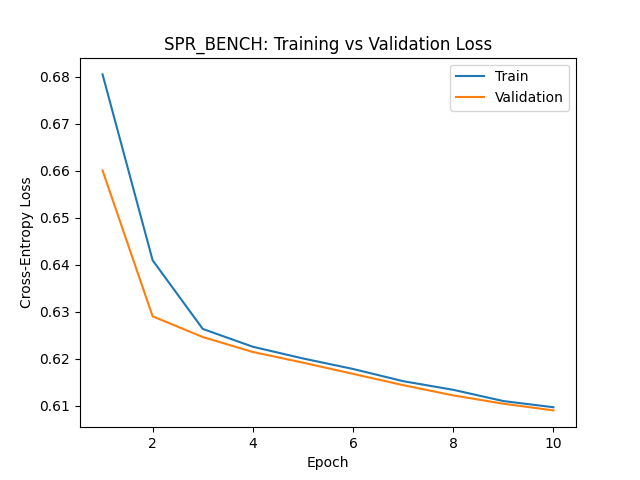 SPR_BENCH: Training vs Validation Loss
Train
Validation
Cross-Entropy Loss
0.68
0.67
0.66
0.65
0.64
0.63
0.62
0.61
2
4
6
8
10
Epoch